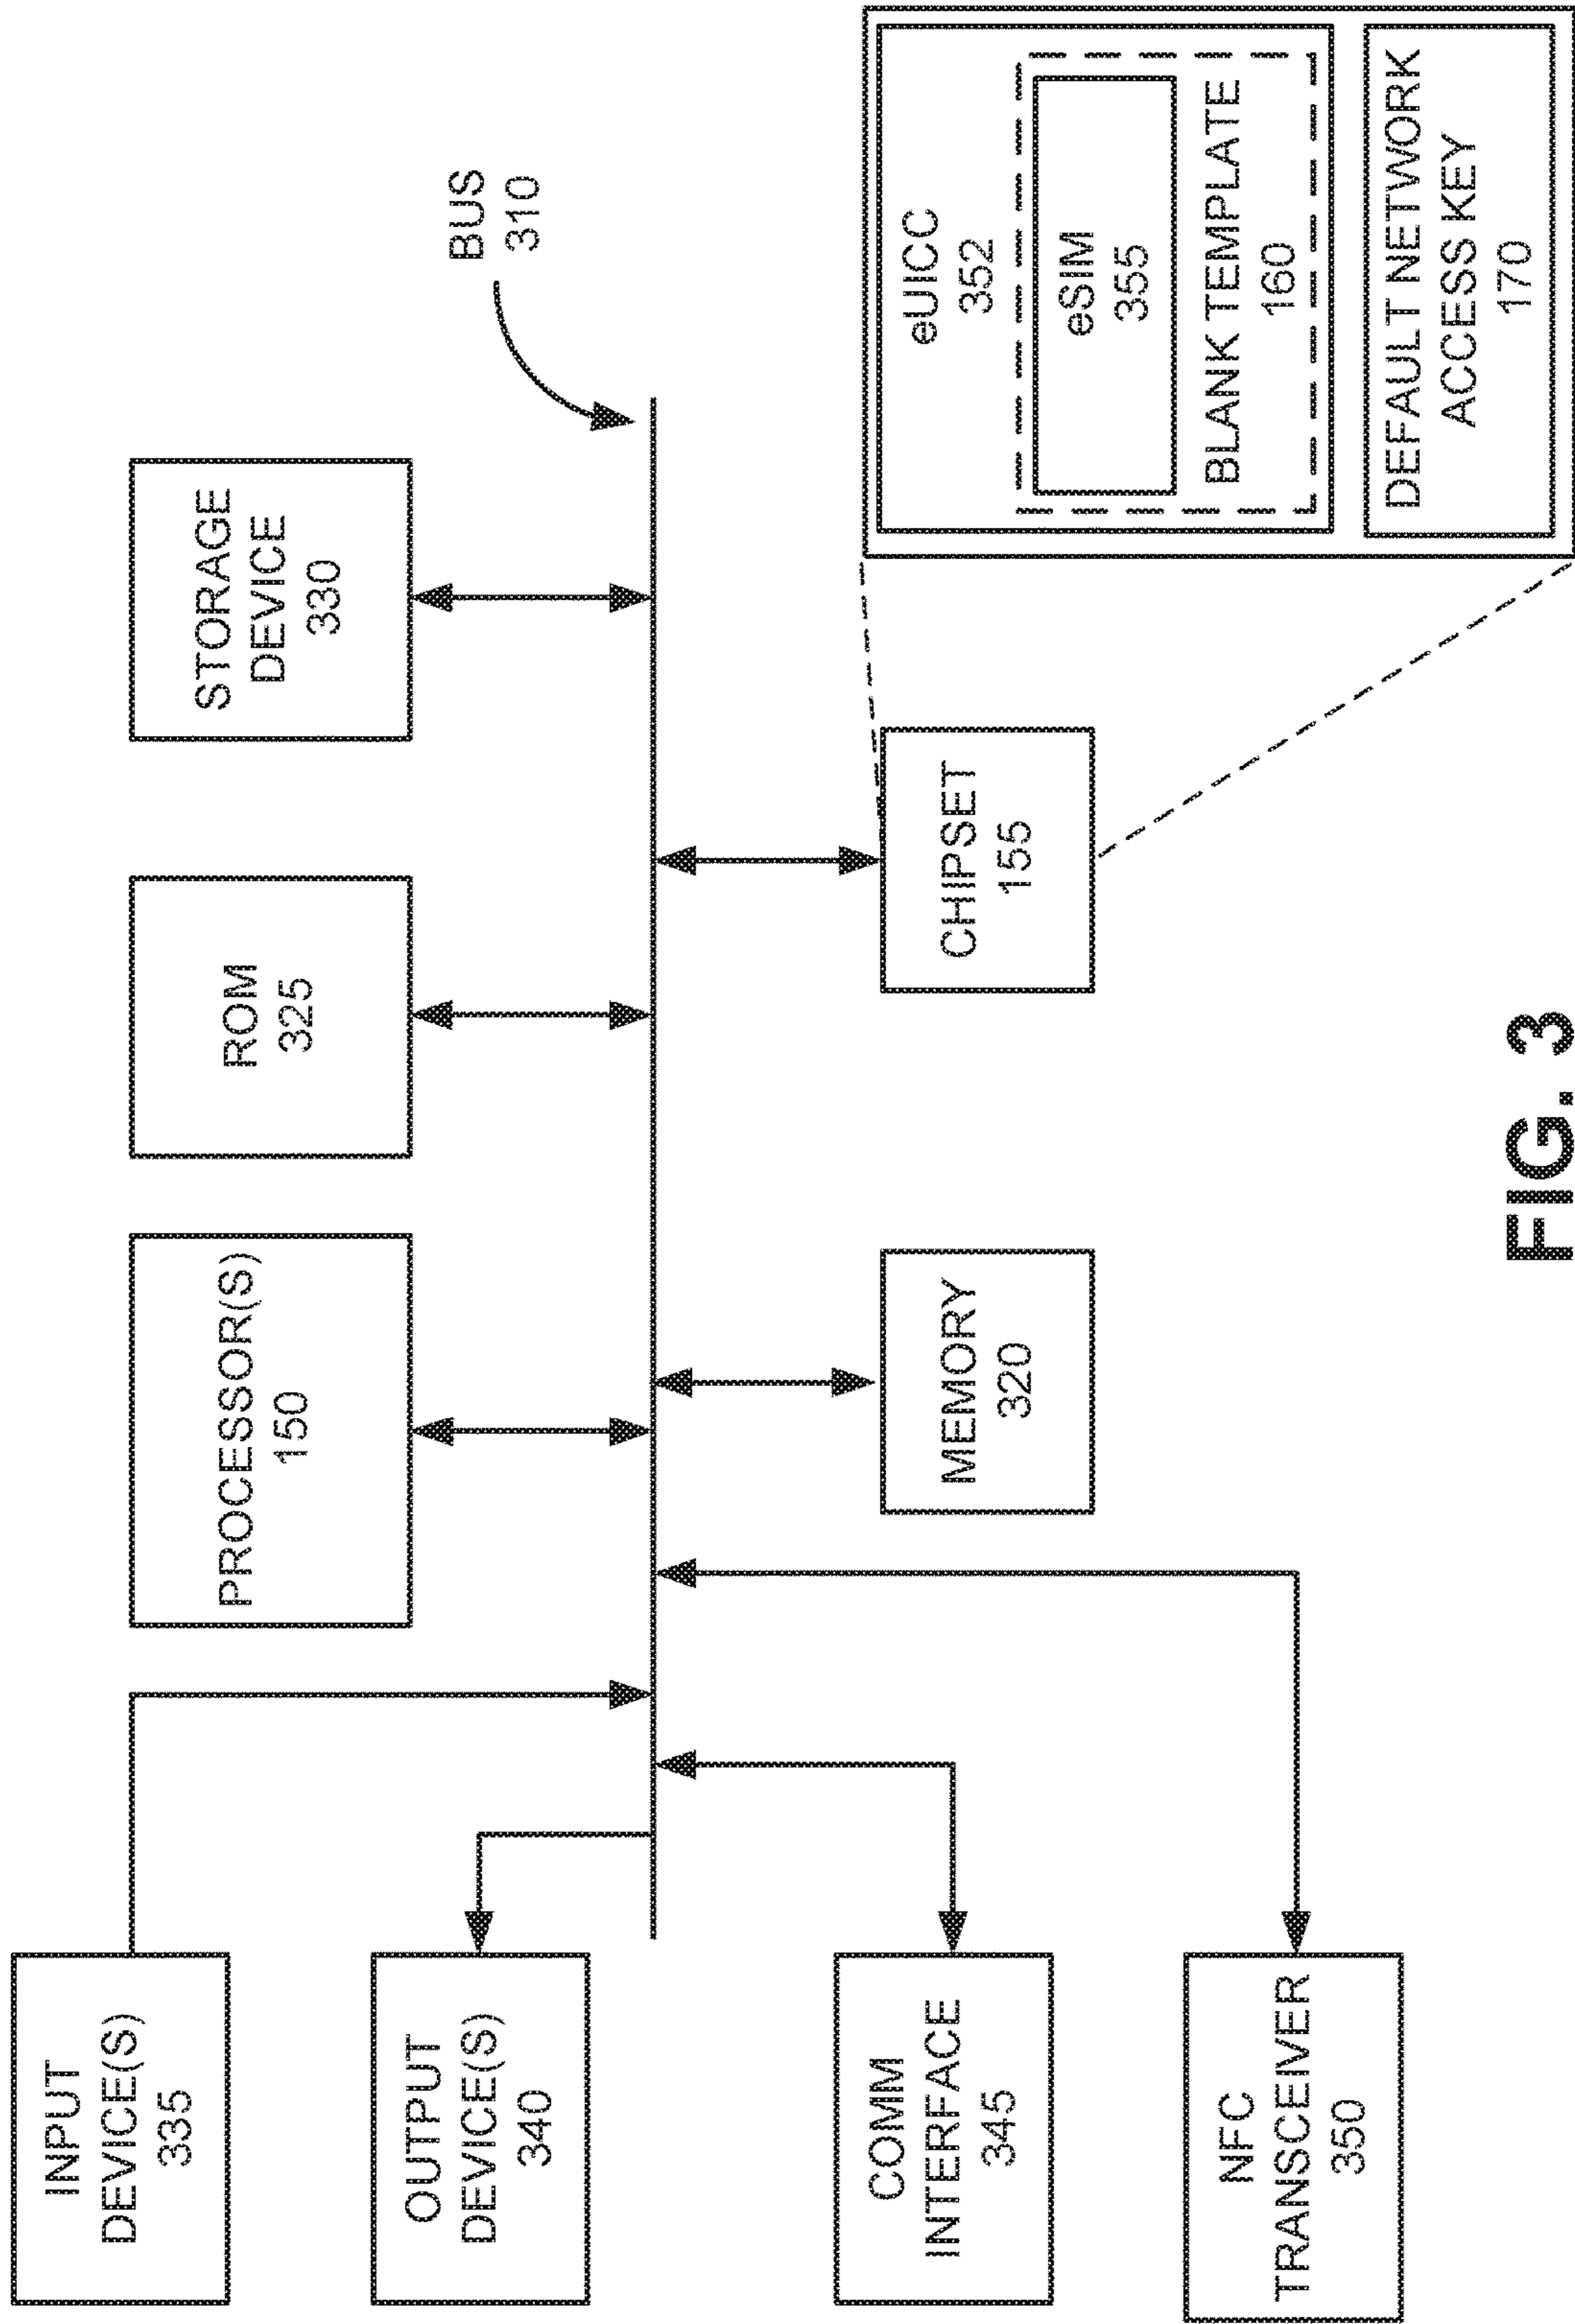 INPUT
DEVICE(S)
335
OUTPUT
DEVICE(S)
340
COMM
INTERFACE
345
NFC
TRANSCEIVER
350
PROCESSOR(S)
150
ROM
325
STORAGE
DEVICE
330
BUS
310
MEMORY
320
CHIPSET
155
eUICC
352
eSIM
355
BLANK TEMPLATE
160
DEFAULT NETWORK
ACCESS KEY
170
FIG. 3